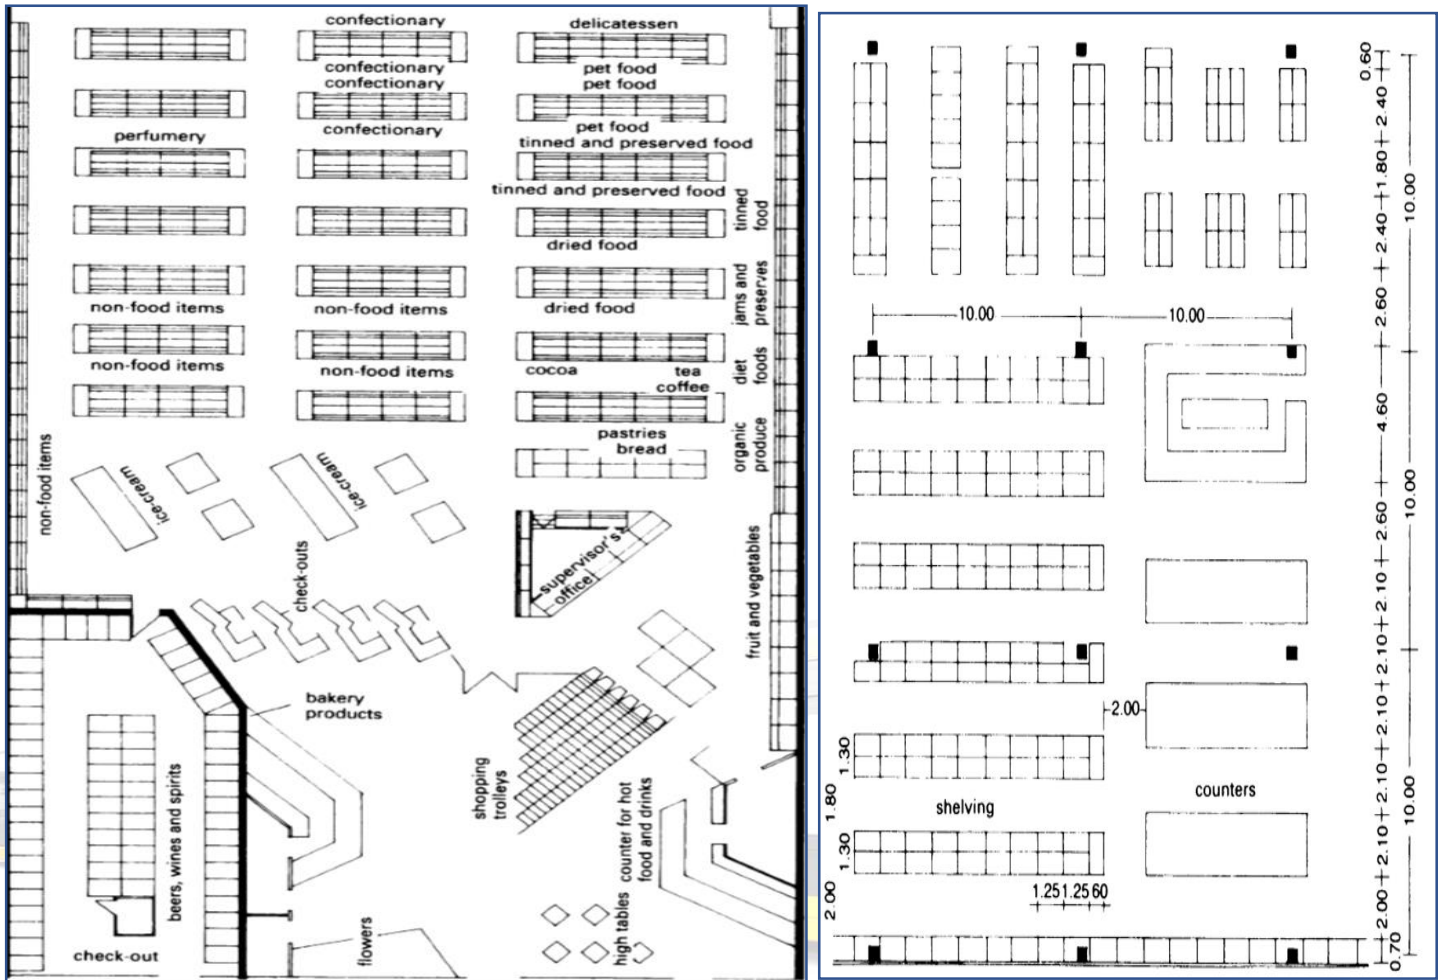 confectionary
delicatessen
confectionary
pet food
confectionary
pet food
perfumery
confectionary
pet food
tinned and preserved food
tinned and preserved food
tinned
food
dried food
jams and
preserves
non-food items
non-food items
dried food
diet
foods
non-food items
non-food items
cocoa
tea
coffee
organic
produce
pastries
bread
non-food items
ice-cream
ice-cream
check-outs
supervisor's
office
fruit and vegetables
bakery
products
shopping
trolleys
beers, wines and spirits
counter for hot
food and drinks
high tables
flowers
check-out
0.60
2.40
1.80
10.00
2.40
2.60
10.00
10.00
4.60
10.00
2.60
2.10
2.10
2.10
2.00
2.10
1.30
2.10
1.80
shelving
counters
10.00
2.10
1.30
2.00
1.25
1.25
60
2.00
0.70